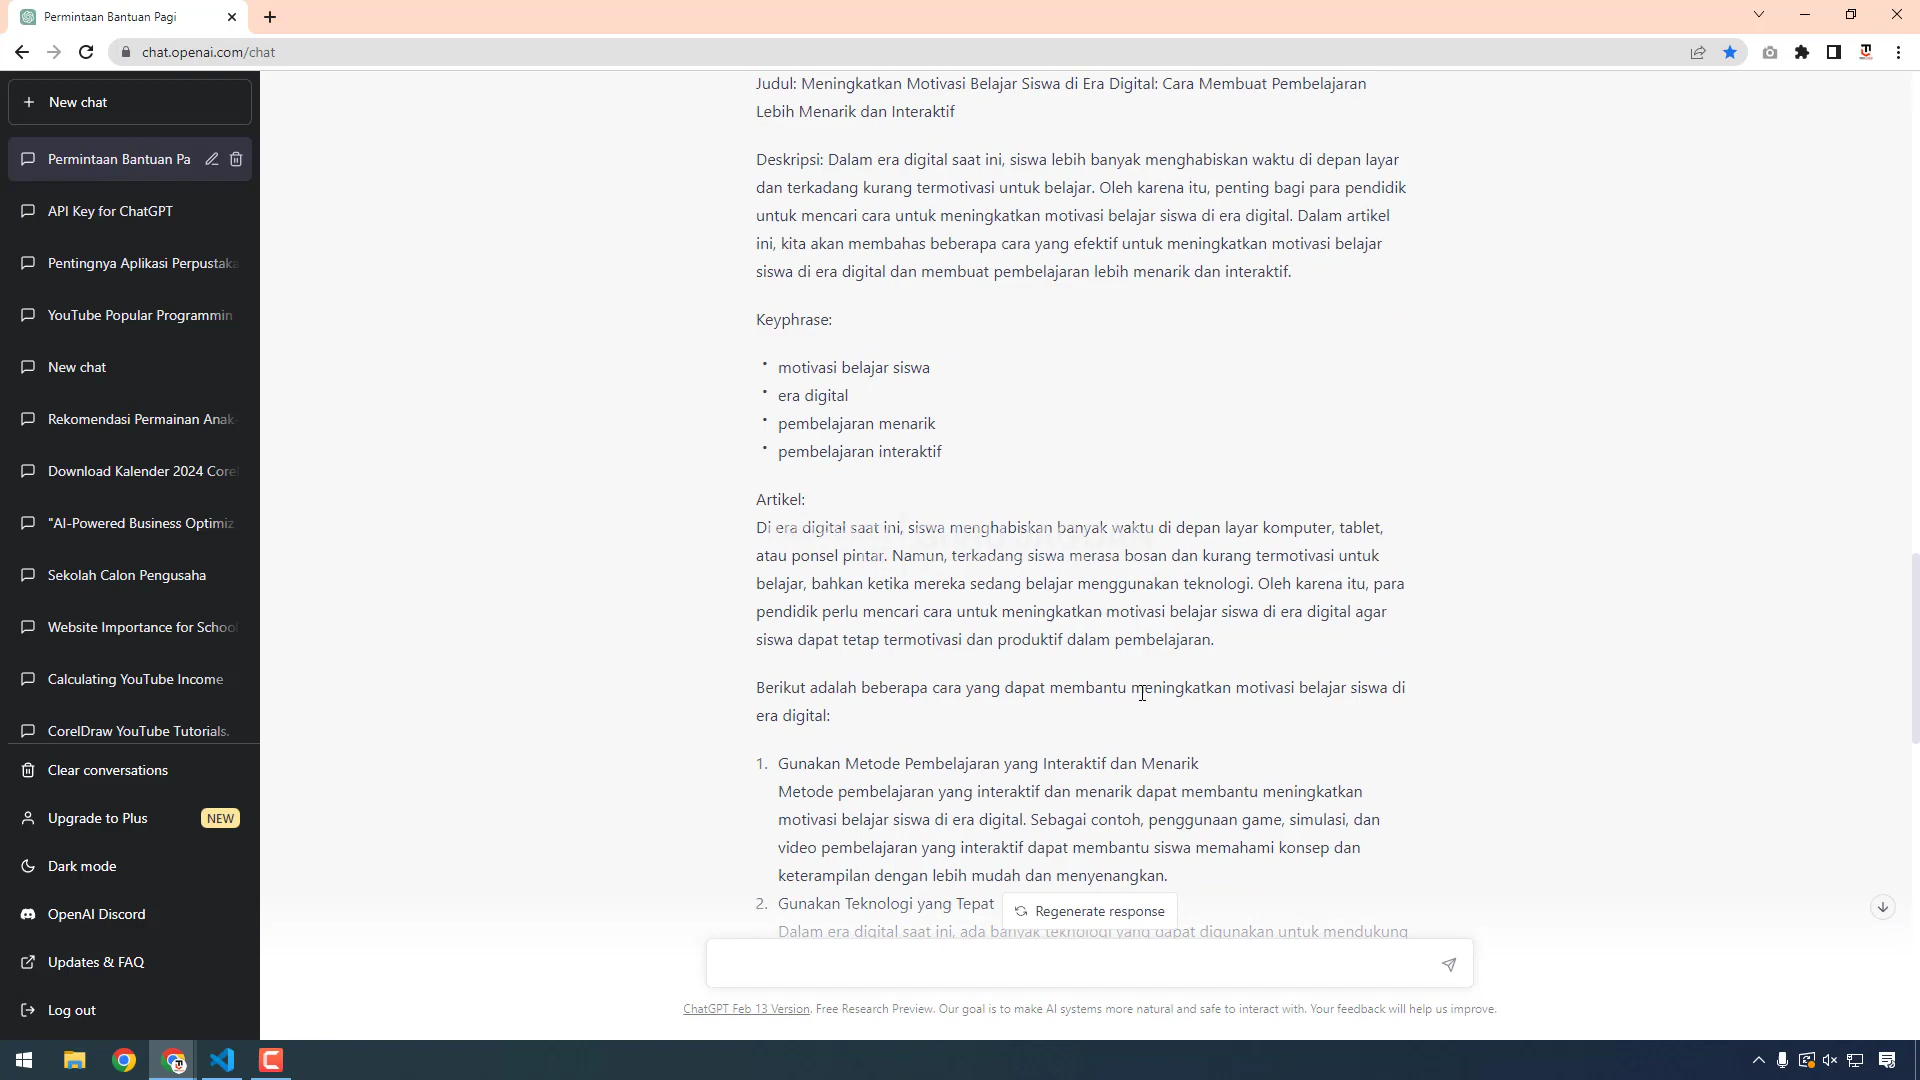 Permintaan Bantuan Pagi
chat.openai.com/chat
New chat
Permintaan Bantuan Pa
API Key for ChatGPT
Pentingnya Aplikasi Perpustaka
YouTube Popular Programmin
New chat
Rekomendasi Permainan Anak-
Download Kalender 2024 Core
"AI-Powered Business Optimiz
Sekolah Calon Pengusaha
Website Importance for Schoo
Calculating YouTube Income
CorelDraw YouTube Tutorials.
Clear conversations
Upgrade to Plus NEW
Dark mode
OpenAI Discord
Updates & FAQ
Log out
Judul: Meningkatkan Motivasi Belajar Siswa di Era Digital: Cara Membuat Pembelajaran
Lebih Menarik dan Interaktif
Deskripsi: Dalam era digital saat ini, siswa lebih banyak menghabiskan waktu di depan layar
dan terkadang kurang termotivasi untuk belajar. Oleh karena itu, penting bagi para pendidik
untuk mencari cara untuk meningkatkan motivasi belajar siswa di era digital. Dalam artikel
ini, kita akan membahas beberapa cara yang efektif untuk meningkatkan motivasi belajar
siswa di era digital dan membuat pembelajaran lebih menarik dan interaktif.
Keyphrase:
• motivasi belajar siswa
• era digital
• pembelajaran menarik
• pembelajaran interaktif
Artikel:
Di era digital saat ini, siswa menghabiskan banyak waktu di depan layar komputer, tablet,
atau ponsel pintar. Namun, terkadang siswa merasa bosan dan kurang termotivasi untuk
belajar, bahkan ketika mereka sedang belajar menggunakan teknologi. Oleh karena itu, para
pendidik perlu mencari cara untuk meningkatkan motivasi belajar siswa di era digital agar
siswa dapat tetap termotivasi dan produktif dalam pembelajaran.
Berikut adalah beberapa cara yang dapat membantu meningkatkan motivasi belajar siswa di
era digital:
1. Gunakan Metode Pembelajaran yang Interaktif dan Menarik
Metode pembelajaran yang interaktif dan menarik dapat membantu meningkatkan
motivasi belajar siswa di era digital. Sebagai contoh, penggunaan game, simulasi, dan
video pembelajaran yang interaktif dapat membantu siswa memahami konsep dan
keterampilan dengan lebih mudah dan menyenangkan.
2. Gunakan Teknologi yang Tepat
Regenerate response
Dalam era digital saat ini, ada banyak teknologi yang dapat digunakan untuk mendukung
ChatGPT Feb 13 Version. Free Research Preview. Our goal is to make AI systems more natural and safe to interact with. Your feedback will help us improve.